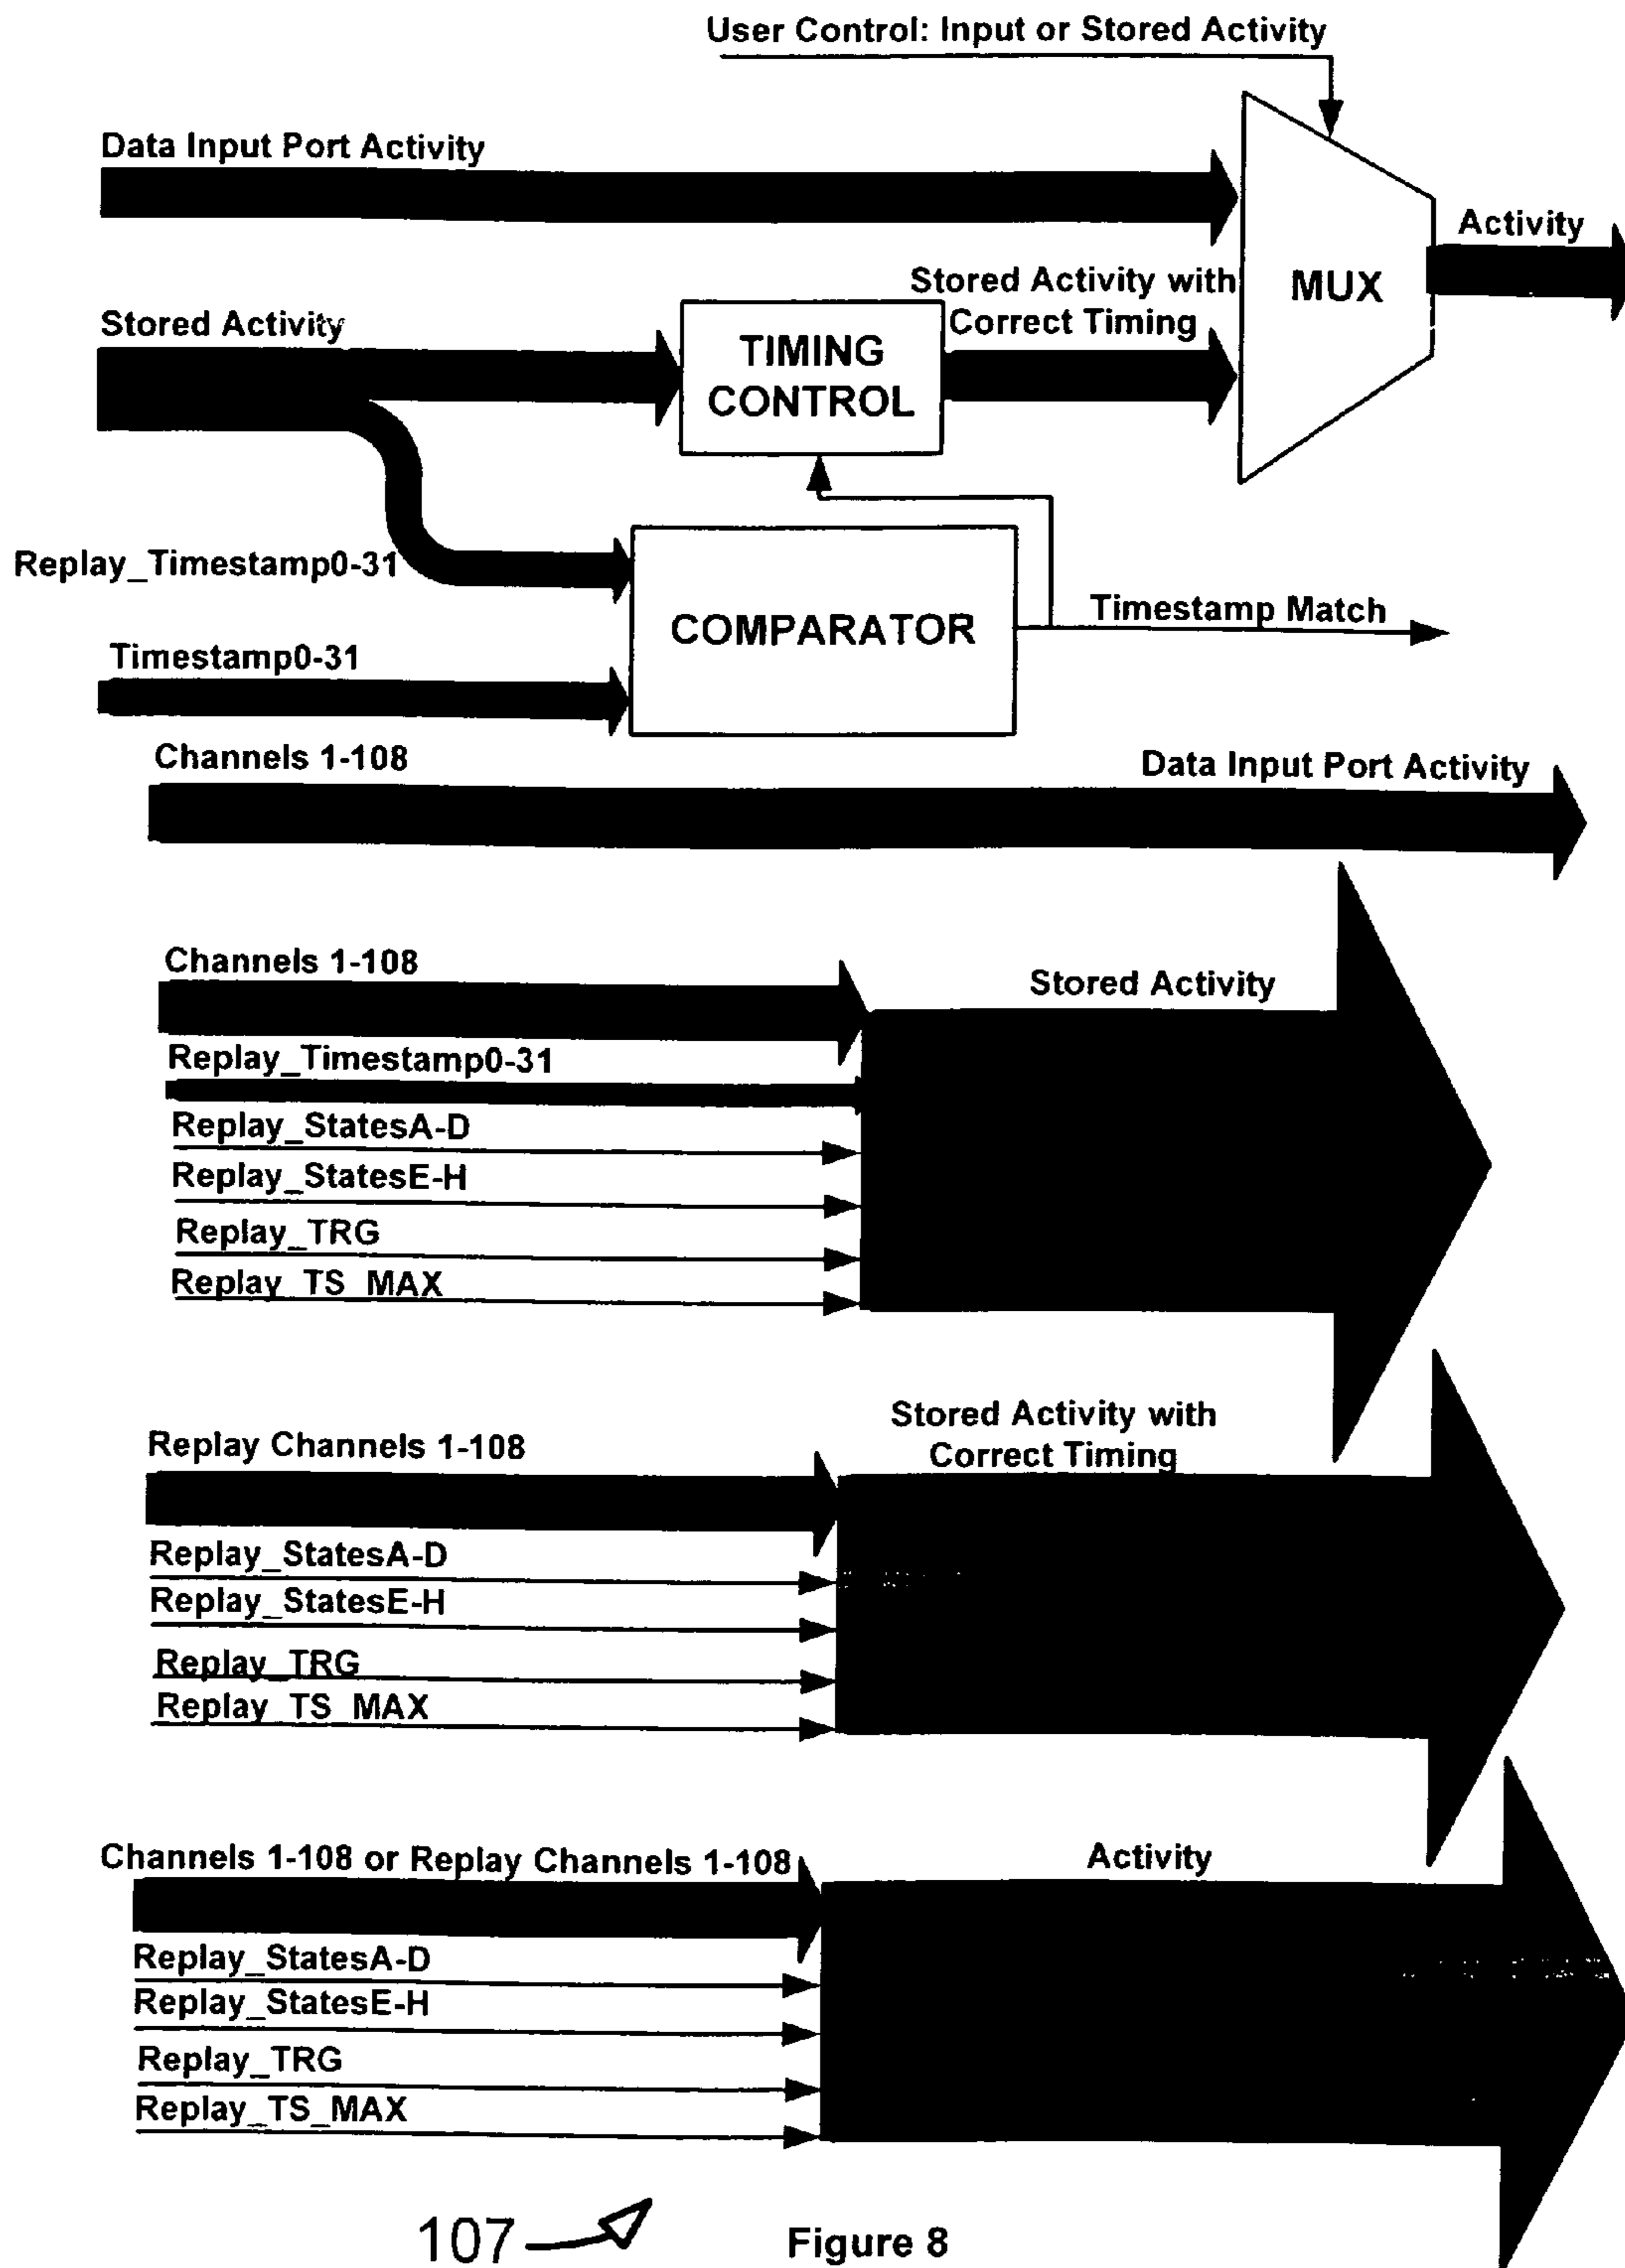 User Control: Input or Stored Activity
Data Input Port Activity
Activity
MUX
Stored Activity with
Correct Timing
Stored Activity
TIMING
CONTROL
Replay_Timestamp0-31
COMPARATOR
Timestamp Match
Timestamp0-31
Channels 1-108
Data Input Port Activity
Channels 1-108
Stored Activity
Replay_Timestamp0-31
Replay_StatesA-D
Replay_StatesE-H
Replay_TRG
Replay_TS_MAX
Stored Activity with
Correct Timing
Replay Channels 1-108
Replay_StatesA-D
Replay_StatesE-H
Replay_TRG
Replay_TS_MAX
Channels 1-108 or Replay Channels 1-108
Activity
Replay_StatesA-D
Replay_StatesE-H
Replay_TRG
Replay_TS_MAX
107
Figure 8